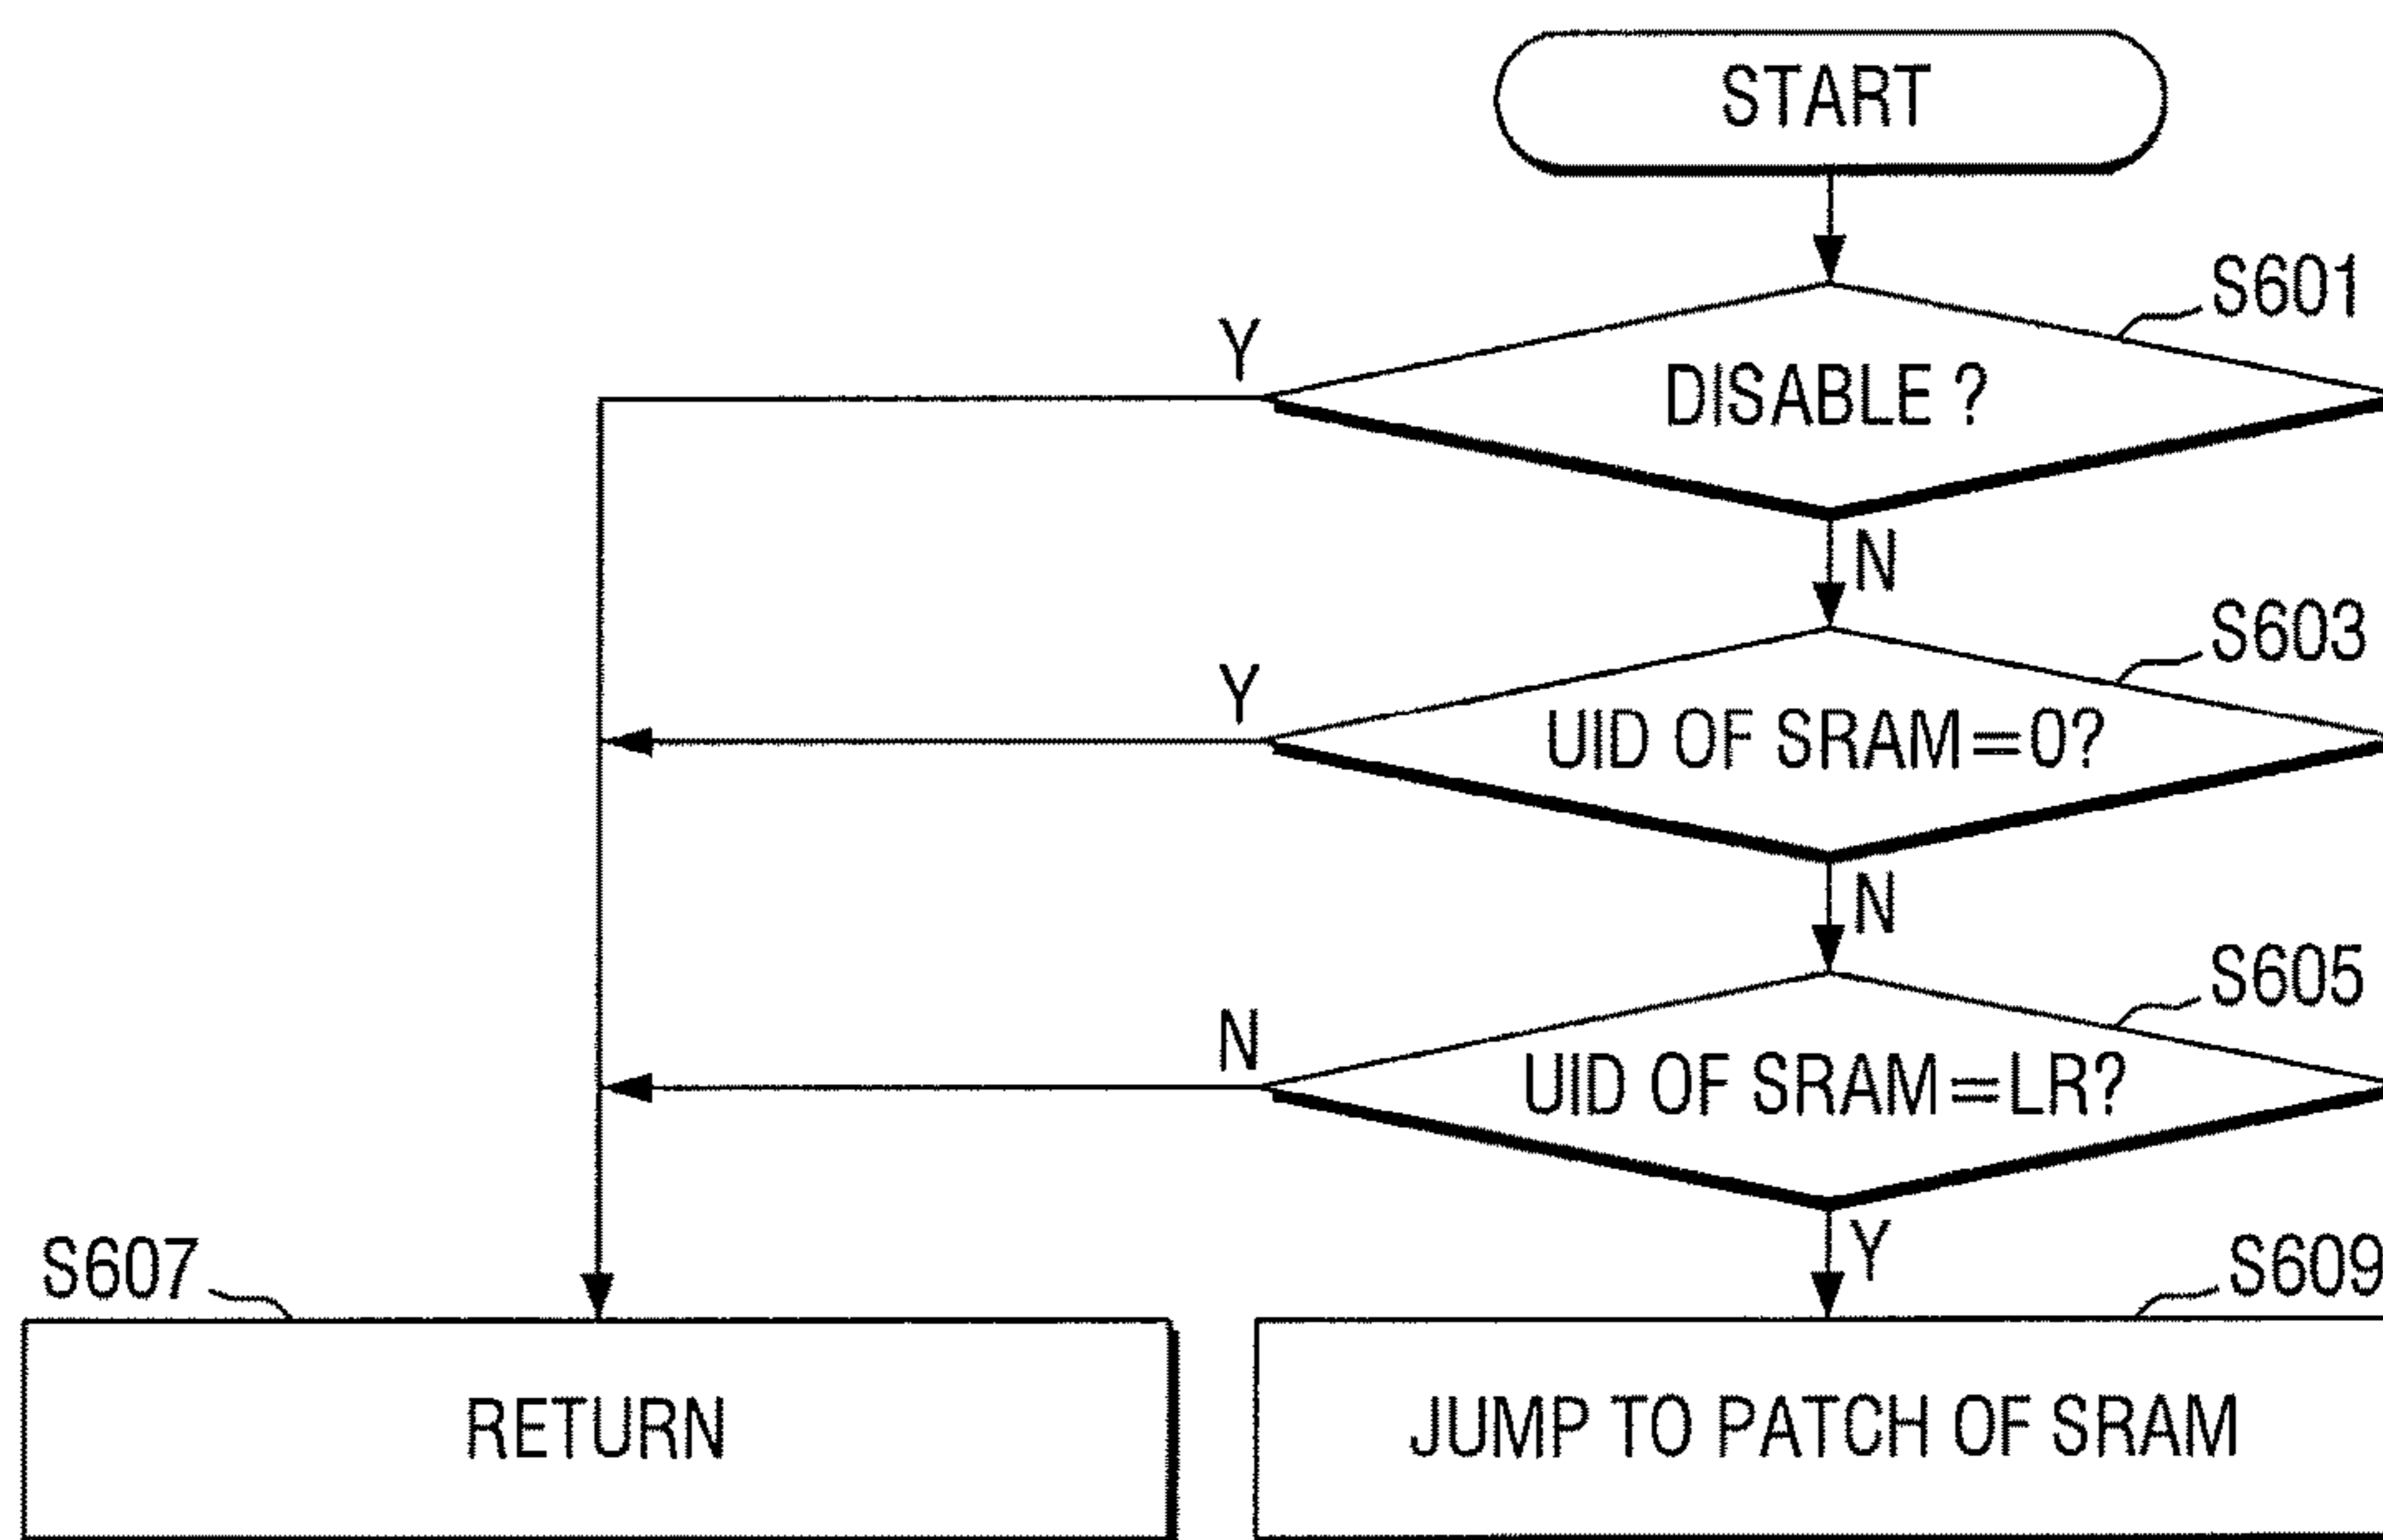 START
S601
Y
DISABLE ?
N
S603
Y
UID OF SRAM=0?
N
S605
N
UID OF SRAM=LR?
Y
S607
S609
RETURN
JUMP TO PATCH OF SRAM